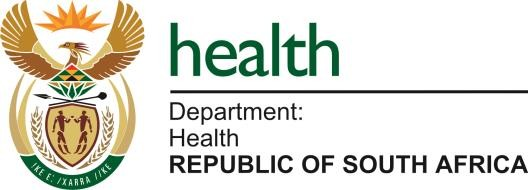 health
Department:
Health
REPUBLIC OF SOUTH AFRICA
!KE E: /XARRA //KE